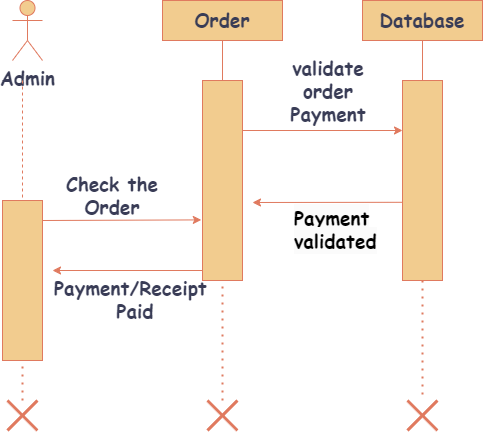 Order
Database
Admin
validate
order
Payment
Check the
Order
Payment
validated
Payment/Receipt
Paid